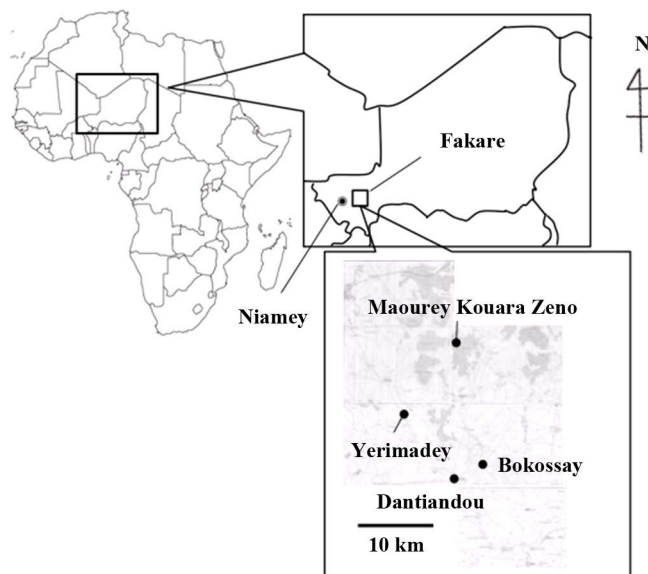 N
Fakare
Niamey
Maourey Kouara Zeno
Yerimadey
Bokossay
Dantiandou
10 km